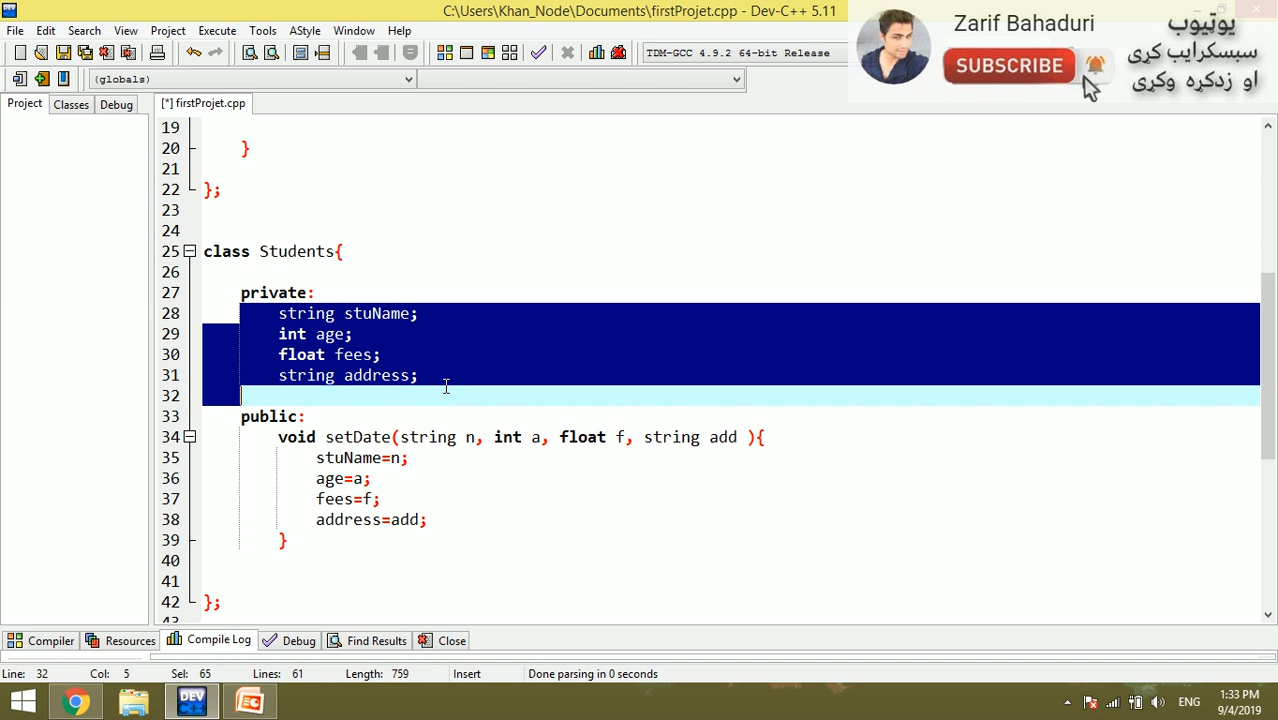 C:\Users\Khan_Node\Documents\firstProjet.cpp - Dev-C++ 5.11
File Edit Search View Project Execute Tools AStyle Window Help
TDM-GCC 4.9.2 64-bit Release
(globals)
Zarif Bahaduri
SUBSCRIBE
يوټيوب
سبسکرايب کړی
او زدکړه وکړی
Project Classes Debug
[*] firstProjet.cpp
19
20 }
21
22 };
23
24
25 class Students{
26
27 private:
28 string stuName;
29 int age;
30 float fees;
31 string address;
32
33 public:
34 void setDate(string n, int a, float f, string add ){
35 stuName=n;
36 age=a;
37 fees=f;
38 address=add;
39 }
40
41
42 };
43
Compiler Resources Compile Log Debug Find Results Close
Line: 32 Col: 5 Sel: 65 Lines: 61 Length: 759 Insert Done parsing in 0 seconds
DEV
C++
ENG
1:33 PM
9/4/2019